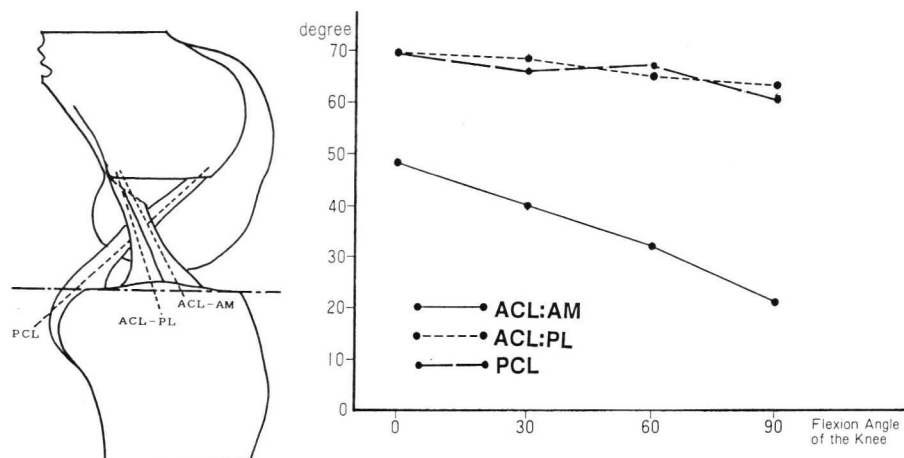 PCL
ACL-PL
ACL-AM
degree
70
60
50
40
30
20
10
0
ACL:AM
ACL:PL
PCL
0 30 60 90
Flexion Angle
of the Knee